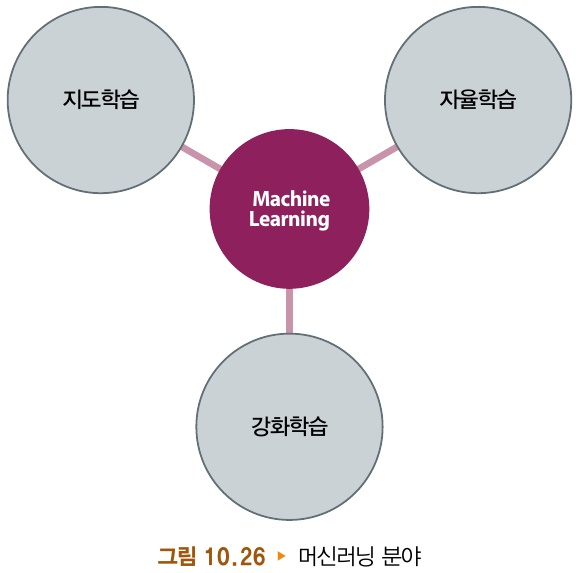 지도학습
자율학습
Machine
Learning
강화학습
그림 10.26 ▸ 머신러닝 분야